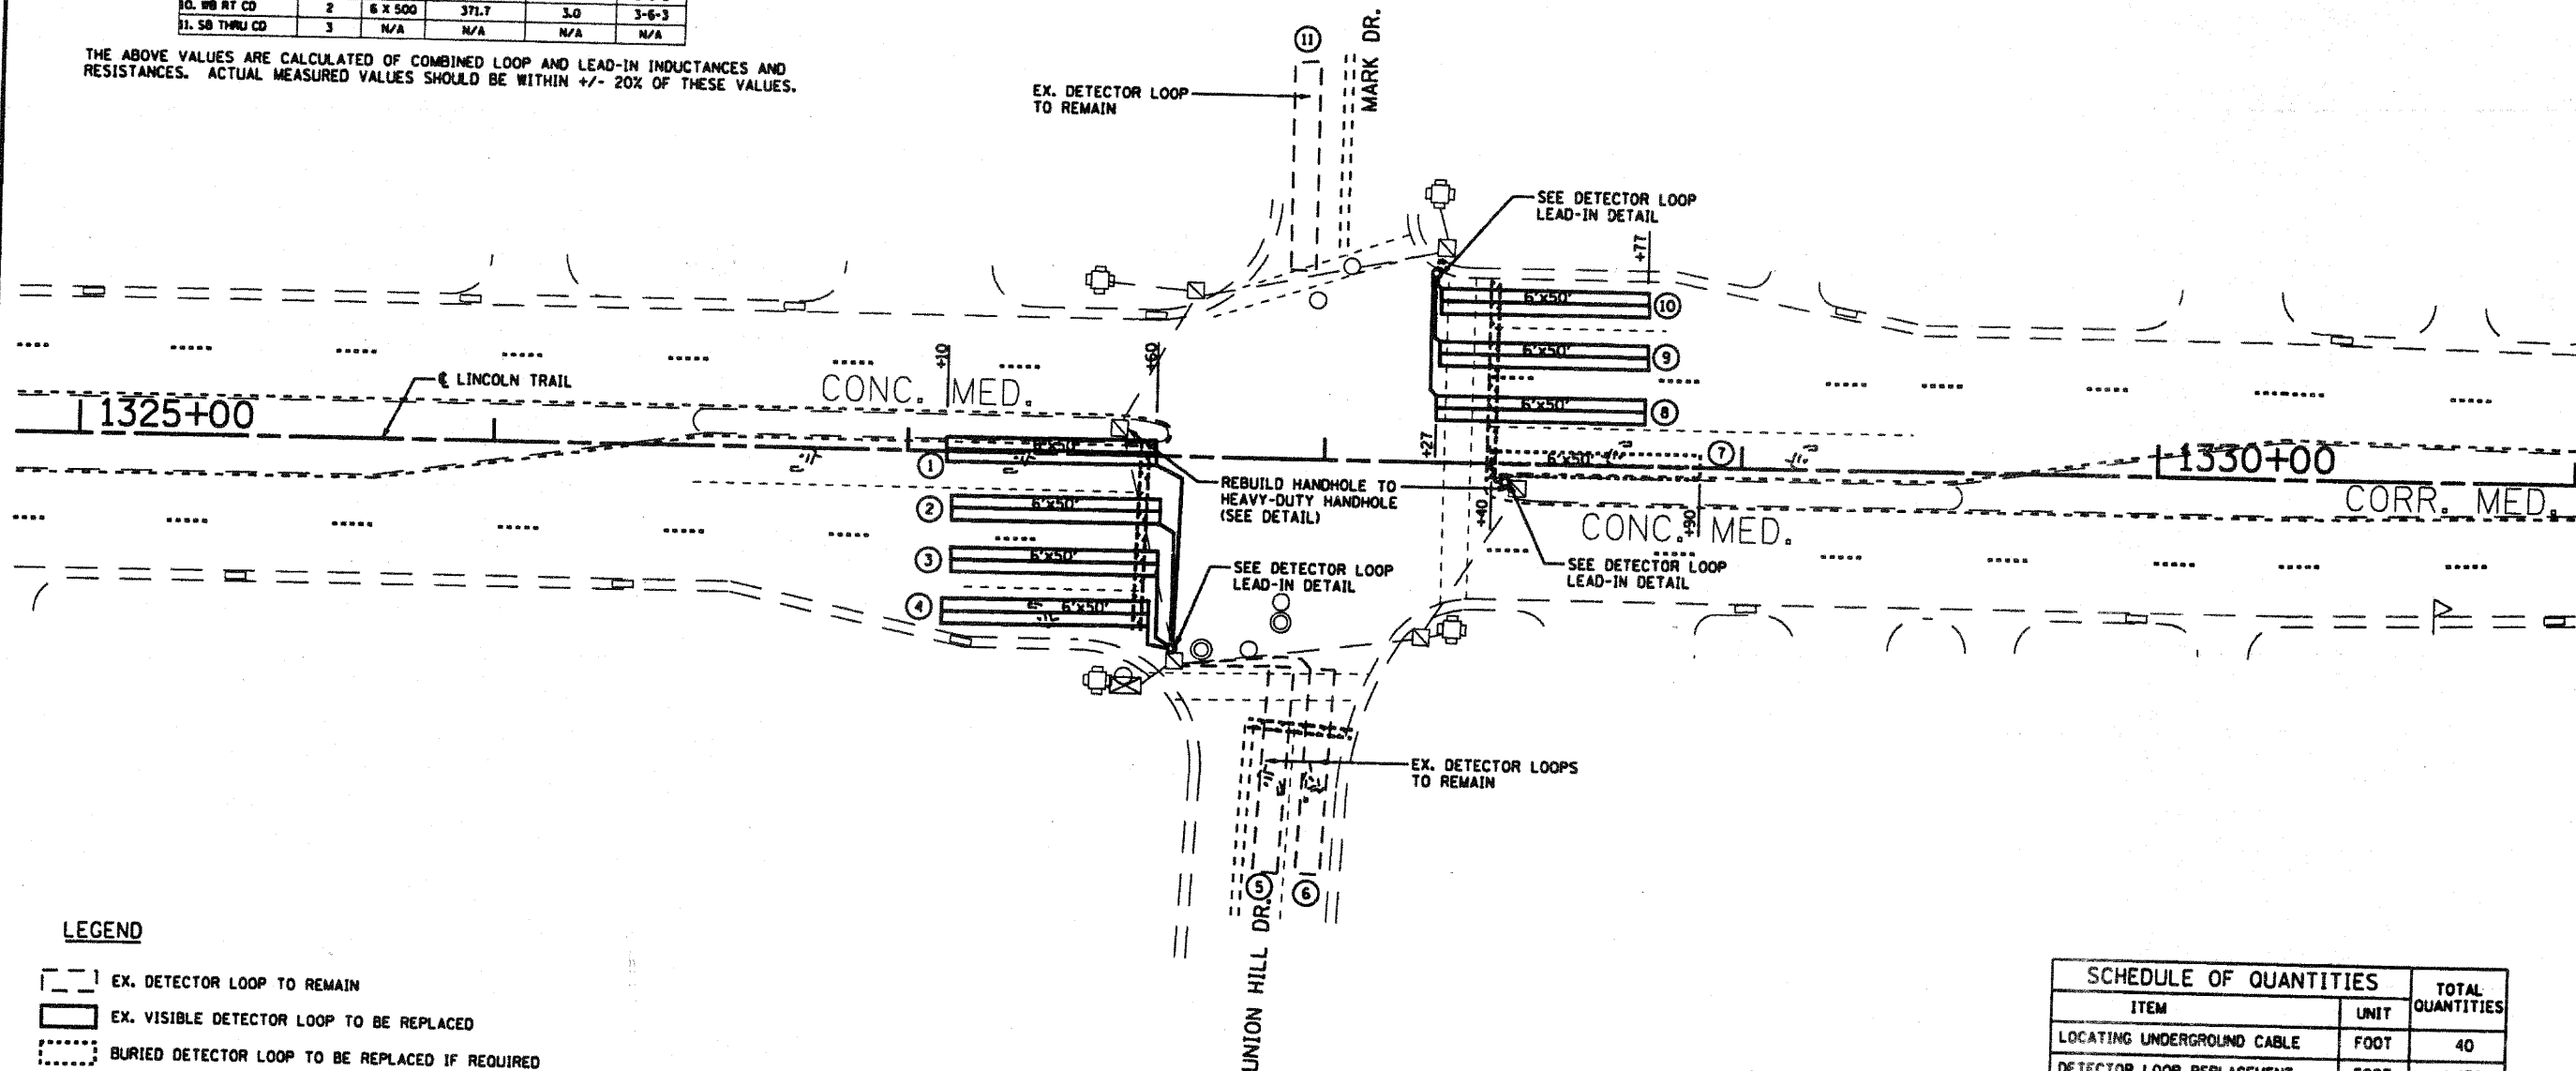 10. WB RT CD 2 6 X 500 371.7 3.0 3-6-3
11. SB THRU CD 3 N/A N/A N/A N/A
THE ABOVE VALUES ARE CALCULATED OF COMBINED LOOP AND LEAD-IN INDUCTANCES AND
RESISTANCES. ACTUAL MEASURED VALUES SHOULD BE WITHIN +/- 20% OF THESE VALUES.
11
MARK DR.
EX. DETECTOR LOOP
TO REMAIN
SEE DETECTOR LOOP
LEAD-IN DETAIL
+77
6'x50'
10
6'x50'
9
6'x50'
8
+10
+60
℄ LINCOLN TRAIL
CONC. MED.
1325+00
6'x50'
1
6'x50'
2
6'x50'
3
6'x50'
4
+27
6'x50'
7
1330+00
REBUILD HANDHOLE TO
HEAVY-DUTY HANDHOLE
(SEE DETAIL)
+40
+90
CONC. MED.
CORR. MED.
SEE DETECTOR LOOP
LEAD-IN DETAIL
SEE DETECTOR LOOP
LEAD-IN DETAIL
EX. DETECTOR LOOPS
TO REMAIN
5
6
UNION HILL DR.
LEGEND
EX. DETECTOR LOOP TO REMAIN
EX. VISIBLE DETECTOR LOOP TO BE REPLACED
BURIED DETECTOR LOOP TO BE REPLACED IF REQUIRED
SCHEDULE OF QUANTITIES
TOTAL
QUANTITIES
ITEM UNIT
LOCATING UNDERGROUND CABLE FOOT 40
DETECTOR LOOP REPLACEMENT FOOT